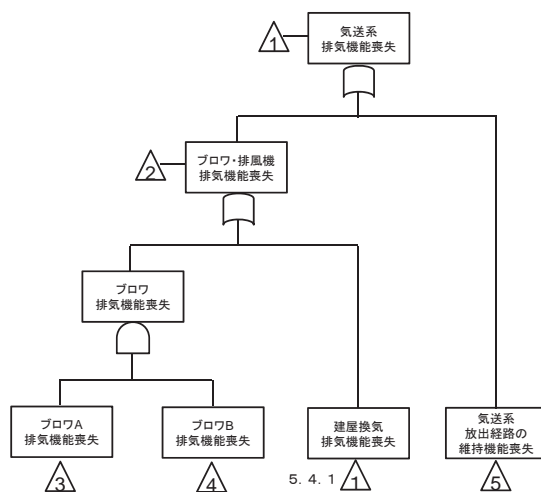 気送系
排気機能喪失
1
ブロワ・排風機
排気機能喪失
2
ブロワ
排気機能喪失
ブロワA
排気機能喪失
ブロワB
排気機能喪失
建屋換気
排気機能喪失
気送系
放出経路の
維持機能喪失
3
4
5.4.1 1
5